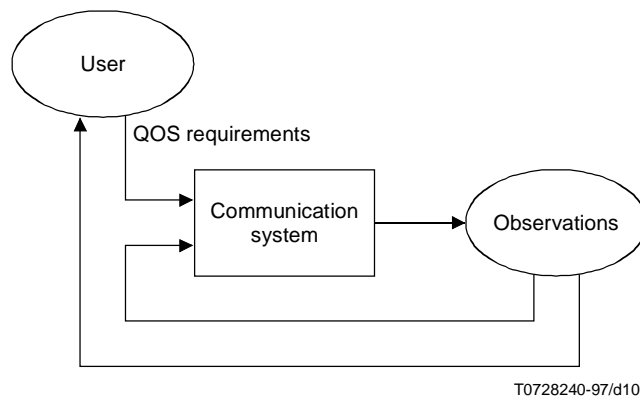 User
QOS requirements
Communication
system
Observations
T0728240-97/d10